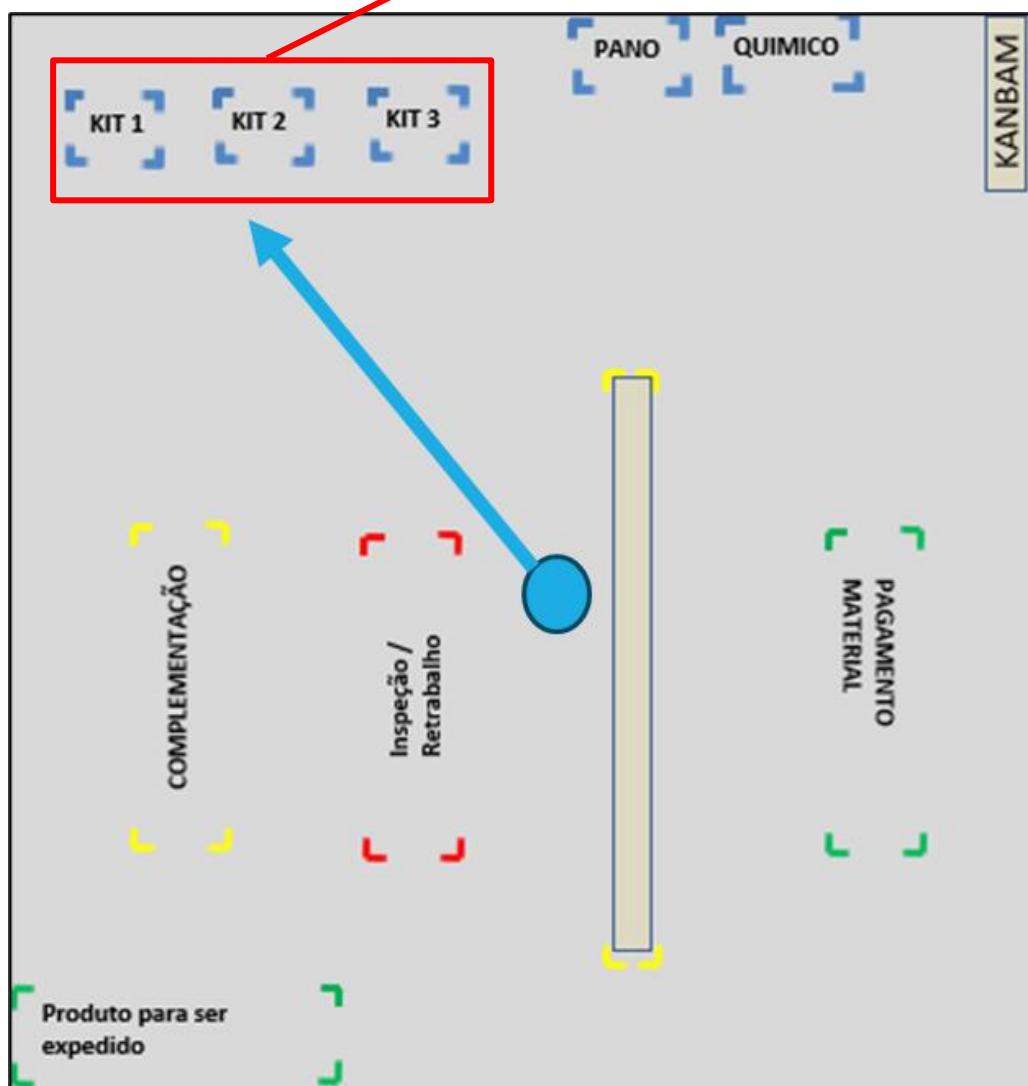 PANO
QUIMICO
KANBAM
KIT 1
KIT 2
KIT 3
COMPLEMENTAÇÃO
Inspeção /
Retrabalho
PAGAMENTO
MATERIAL
Produto para ser
expedido